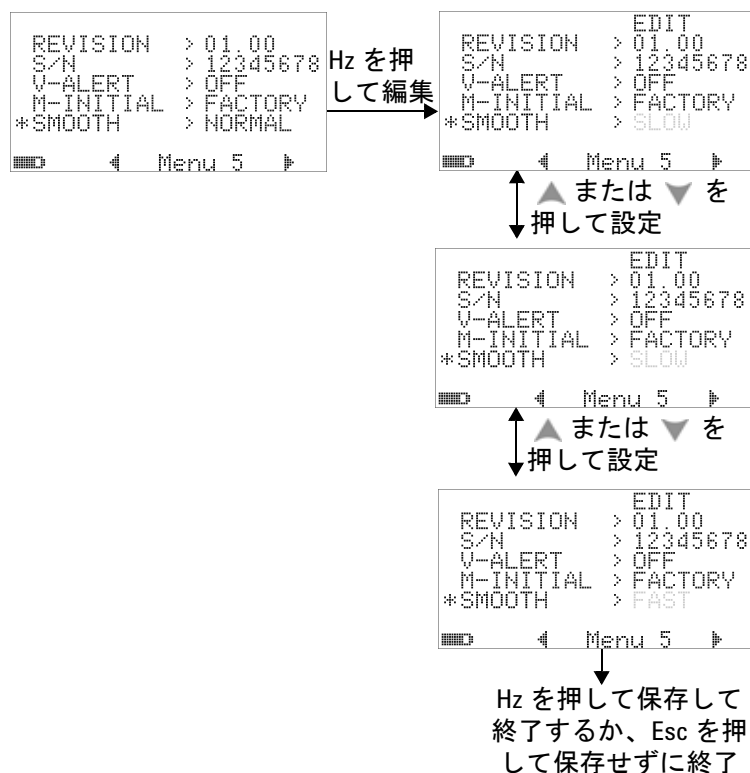 REVISION > 01.00
S/N > 12345678
V-ALERT > OFF
M-INITIAL > FACTORY
*SMOOTH > NORMAL
Menu 5
Hz を押
して編集
EDIT
REVISION > 01.00
S/N > 12345678
V-ALERT > OFF
M-INITIAL > FACTORY
*SMOOTH > SLOW
Menu 5
▲ または ▼ を
押して設定
EDIT
REVISION > 01.00
S/N > 12345678
V-ALERT > OFF
M-INITIAL > FACTORY
*SMOOTH > SLOW
Menu 5
▲ または ▼ を
押して設定
EDIT
REVISION > 01.00
S/N > 12345678
V-ALERT > OFF
M-INITIAL > FACTORY
*SMOOTH > FAST
Menu 5
Hz を押して保存して
終了するか、Esc を押
して保存せずに終了